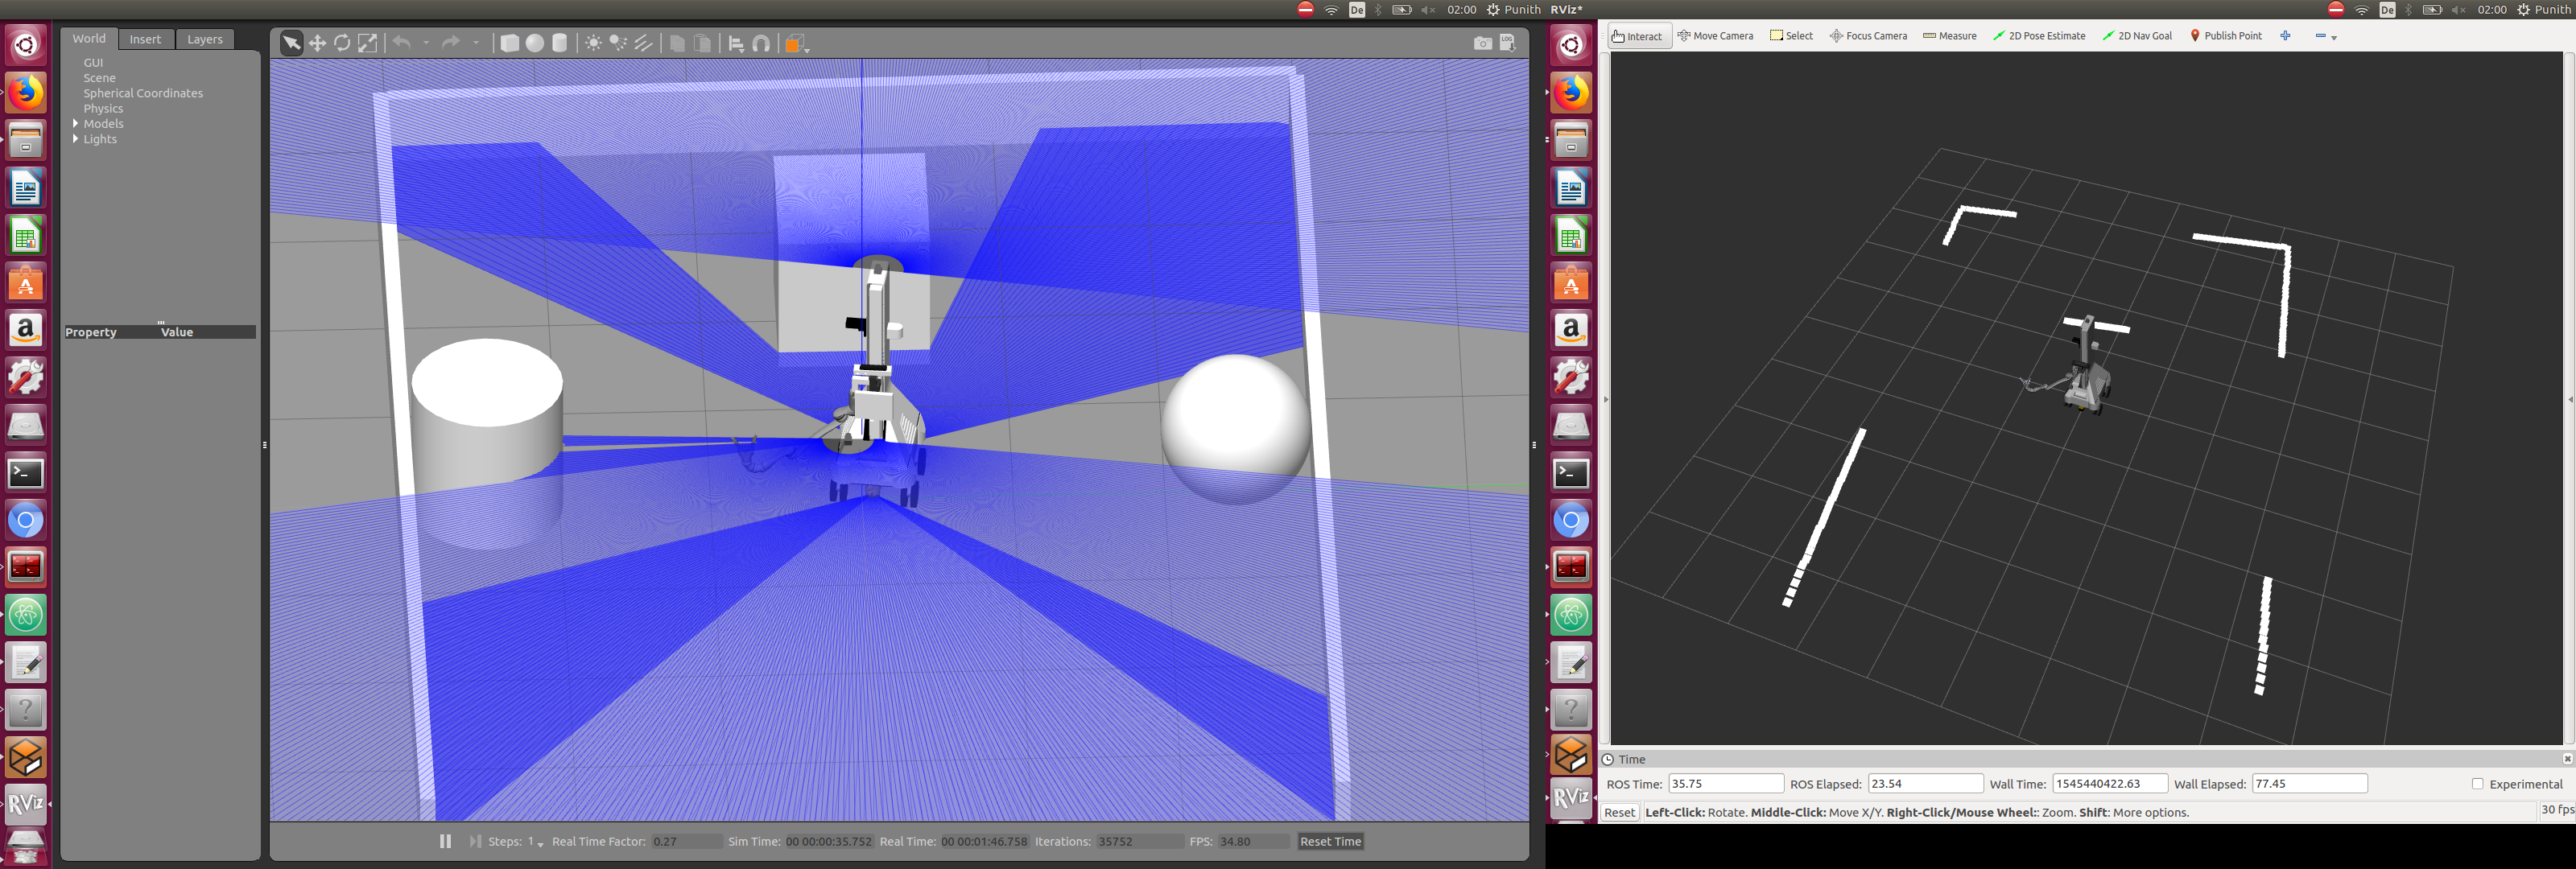 De 02:00 Punith
World Insert Layers
GUI
Scene
Spherical Coordinates
Physics
Models
Lights
Property Value
LOG
Steps: 1 Real Time Factor: 0.27 Sim Time: 00 00:00:35.752 Real Time: 00 00:01:46.758 Iterations: 35752 FPS: 34.80 Reset Time
a
>_
?
RViz
RViz* De 02:00 Punith
Interact Move Camera Select Focus Camera Measure 2D Pose Estimate 2D Nav Goal Publish Point
a
>_
?
RViz
Time
ROS Time: 35.75 ROS Elapsed: 23.54 Wall Time: 1545440422.63 Wall Elapsed: 77.45 Experimental
Reset Left-Click: Rotate. Middle-Click: Move X/Y. Right-Click/Mouse Wheel:: Zoom. Shift: More options. 30 fps